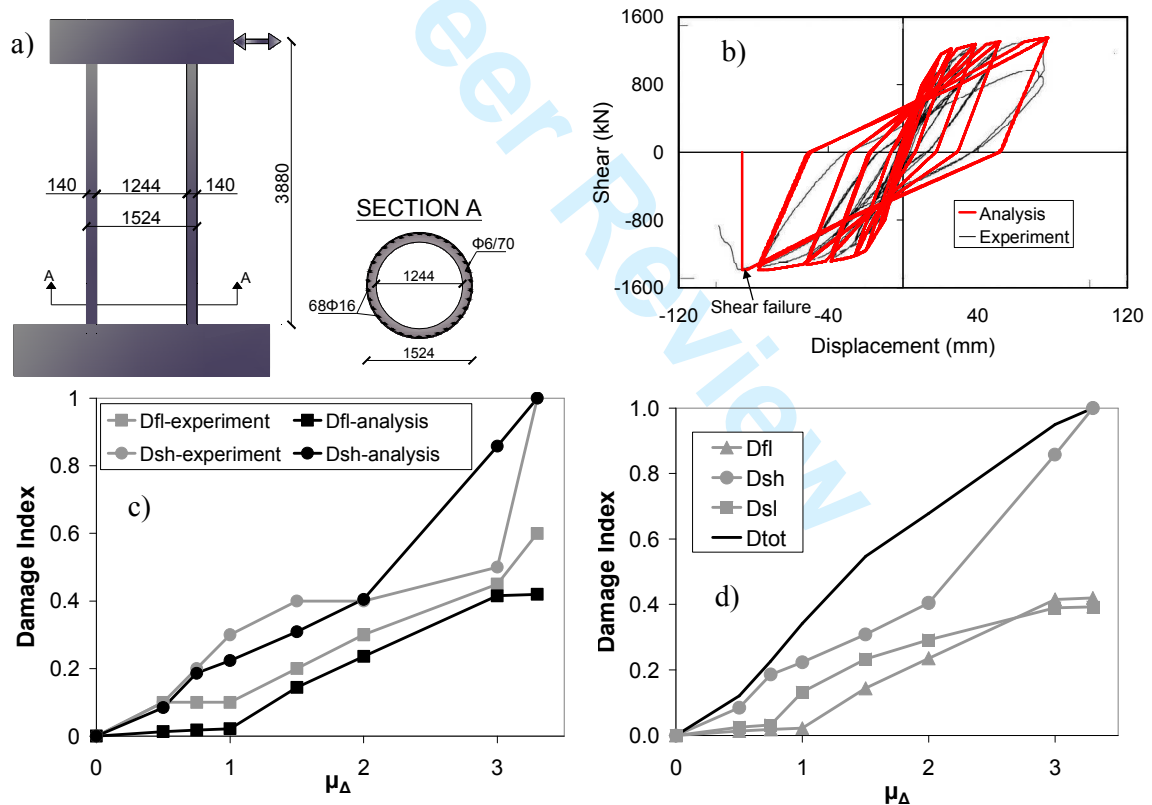 a)
140
1244
140
1524
3880
A
A
SECTION A
Φ6/70
1244
68Φ16
1524
eer Review
b)
1600
800
0
-800
-1600
Shear (kN)
Analysis
Experiment
Shear failure
-120
-40
40
120
Displacement (mm)
c)
1
0.8
0.6
0.4
0.2
0
Damage Index
Dfl-experiment
Dfl-analysis
Dsh-experiment
Dsh-analysis
0
1
2
3
μΔ
d)
1.0
0.8
0.6
0.4
0.2
0.0
Damage Index
Dfl
Dsh
Dsl
Dtot
0
1
2
3
μΔ